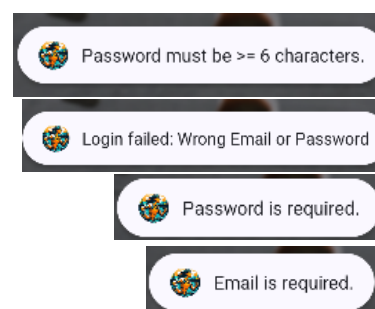 Password must be >= 6 characters.
Login failed: Wrong Email or Password
Password is required.
Email is required.